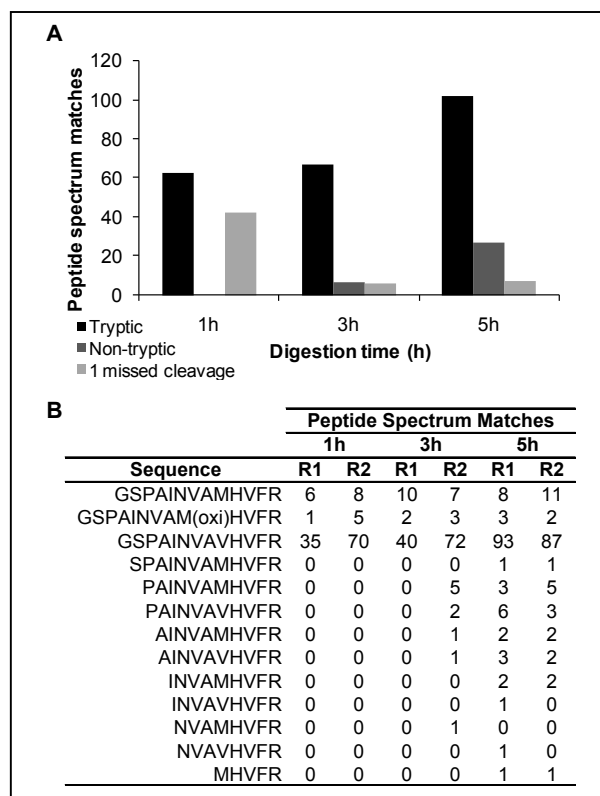 A
Peptide spectrum matches
120
100
80
60
40
20
0
1h 3h 5h
Digestion time (h)
Tryptic
Non-tryptic
1 missed cleavage
B
Peptide Spectrum Matches
1h 3h 5h
Sequence R1 R2 R1 R2 R1 R2
GSPAINVAMHVFR 6 8 10 7 8 11
GSPAINVAM(oxi)HVFR 1 5 2 3 3 2
GSPAINVAVHVFR 35 70 40 72 93 87
SPAINVAMHVFR 0 0 0 0 1 1
PAINVAMHVFR 0 0 0 5 3 5
PAINVAVHVFR 0 0 0 2 6 3
AINVAMHVFR 0 0 0 1 2 2
AINVAVHVFR 0 0 0 1 3 2
INVAMHVFR 0 0 0 0 2 2
INVAVHVFR 0 0 0 0 1 0
NVAMHVFR 0 0 0 1 0 0
NVAVHVFR 0 0 0 0 1 0
MHVFR 0 0 0 0 1 1